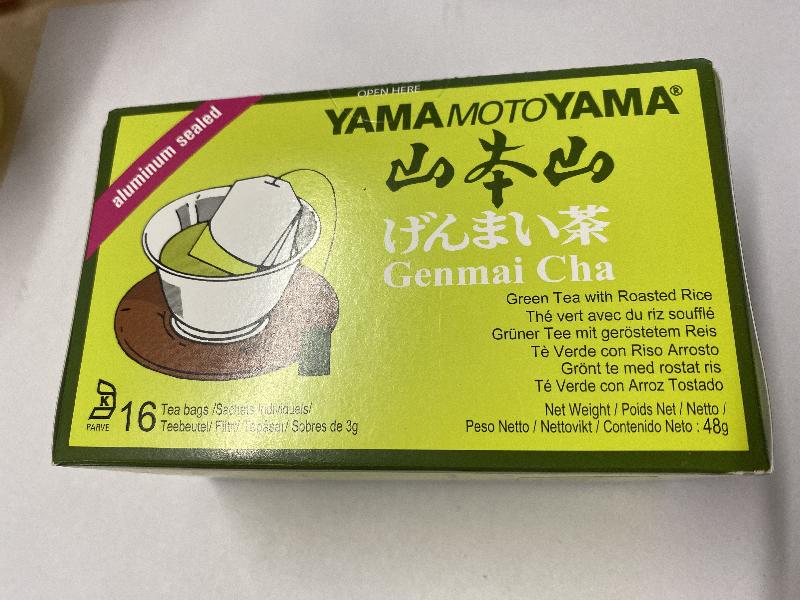 OPEN HERE
aluminum sealed
YAMAMOTOYAMA®
山本山
げんまい茶
Genmai Cha
Green Tea with Roasted Rice
Thé vert avec du riz soufflé
Grüner Tee mit geröstetem Reis
Tè Verde con Riso Arrosto
Grönt te med rostat ris
Té Verde con Arroz Tostado
K
PARVE
16 Tea bags /Sachets Individuels/
Teebeutel/ Filtri/ Tepåsar/ Sobres de 3g
Net Weight / Poids Net / Netto /
Peso Netto / Nettovikt / Contenido Neto : 48g